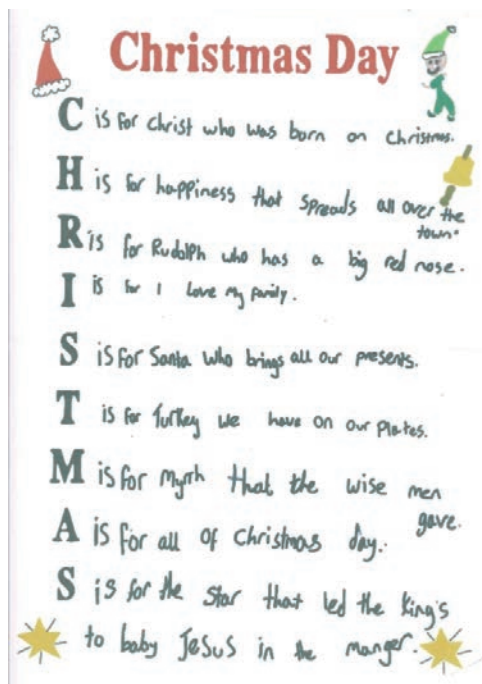 Christmas Day
C is for Christ who was born on Christmas.
H is for happiness that spreads all over the
town.
R is for Rudolph who has a big red nose.
I is for I love my family.
S is for Santa who brings all our presents.
T is for Turkey we have on our plates.
M is for Myrrh that the wise men
gave.
A is for all of Christmas day.
S is for the star that led the king's
to baby Jesus in the manger.